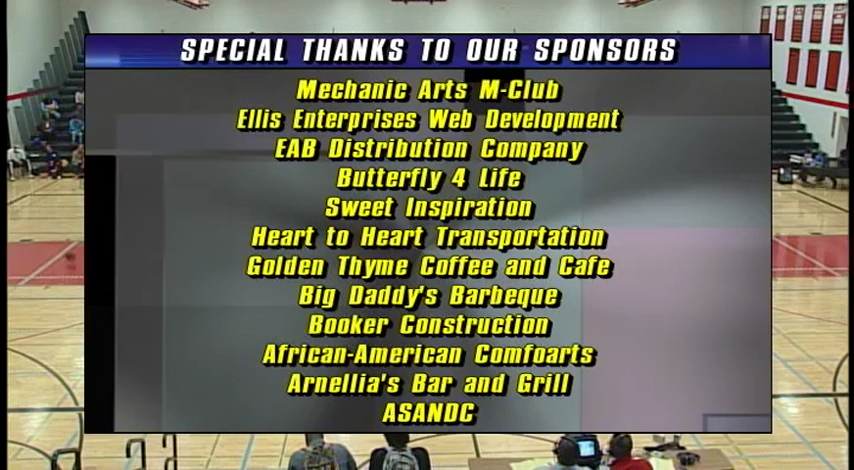 SPECIAL THANKS TO OUR SPONSORS
Mechanic Arts M-Club
Ellis Enterprises Web Development
EAB Distribution Company
Butterfly 4 Life
Sweet Inspiration
Heart to Heart Transportation
Golden Thyme Coffee and Cafe
Big Daddy's Barbeque
Booker Construction
African-American Comfoarts
Arnellia's Bar and Grill
ASANDC